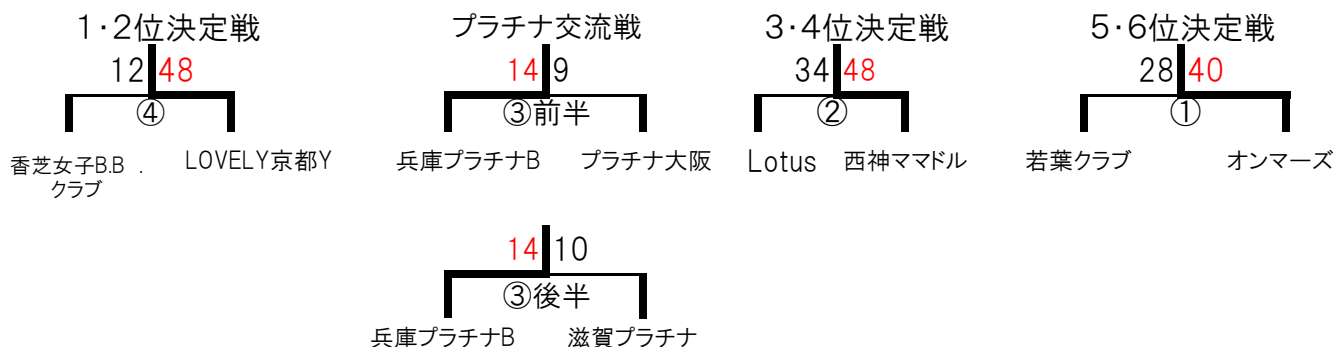 1・2位決定戦
12 48
④
香芝女子B.B .
クラブ
LOVELY京都Y
プラチナ交流戦
14 9
③前半
兵庫プラチナB
プラチナ大阪
3・4位決定戦
34 48
②
Lotus
西神ママドル
5・6位決定戦
28 40
①
若葉クラブ
オンマーズ
14 10
③後半
兵庫プラチナB
滋賀プラチナ